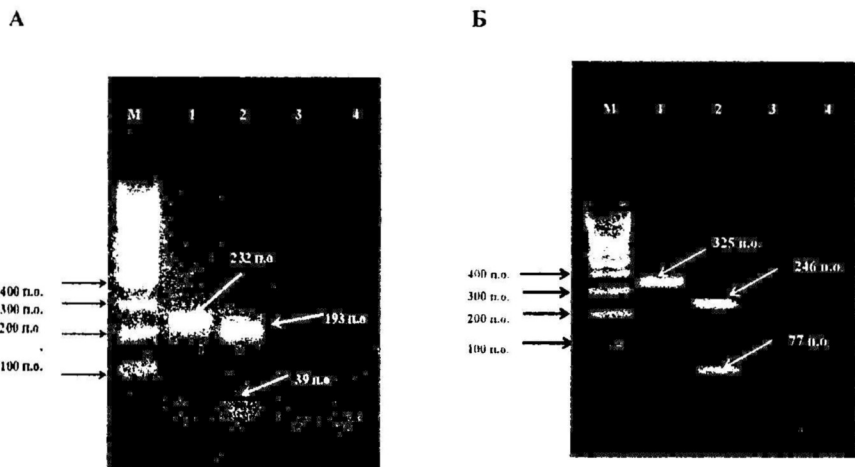 А
Б
М 1 2 3 4
М 1 2 3 4
232 п.о.
193 п.о
39 п.о
400 п.о.
300 п.о.
200 п.о
100 п.о.
325 п.о.
246 п.о.
77 п.о.
400 п.о.
300 п.о.
200 п.о.
100 п.о.